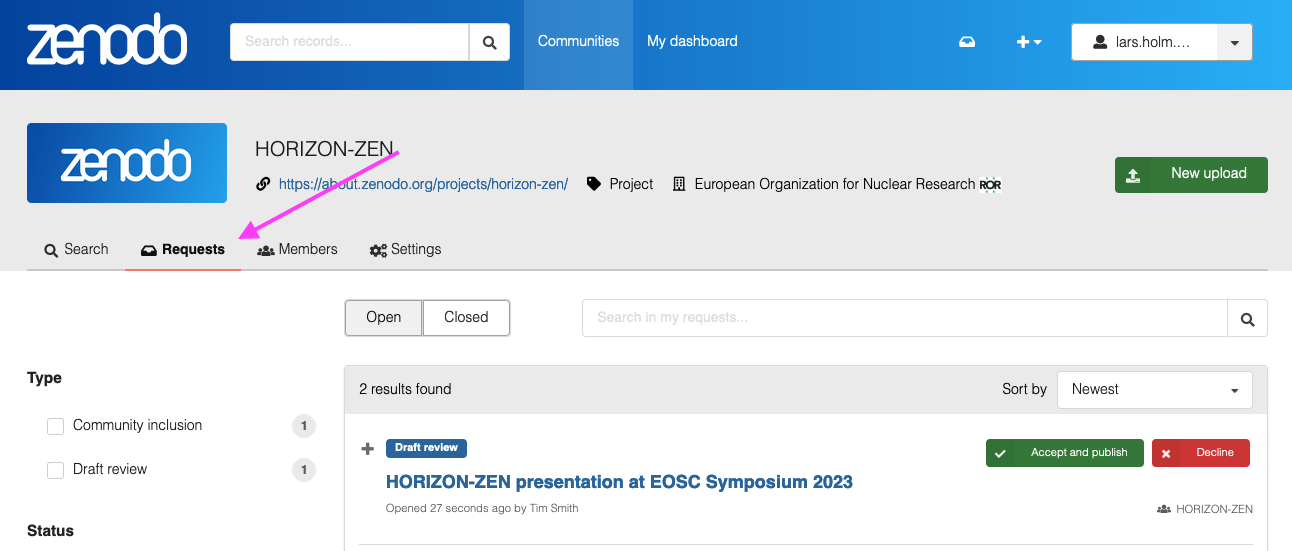 zenodo
Search records...
Communities
My dashboard
lars.holm....
zenodo
HORIZON-ZEN
https://about.zenodo.org/projects/horizon-zen/
Project
European Organization for Nuclear Research ROR
New upload
Search
Requests
Members
Settings
Open
Closed
Search in my requests...
Type
Community inclusion 1
Draft review 1
Status
2 results found
Sort by Newest
Draft review
Accept and publish
Decline
HORIZON-ZEN presentation at EOSC Symposium 2023
Opened 27 seconds ago by Tim Smith
HORIZON-ZEN